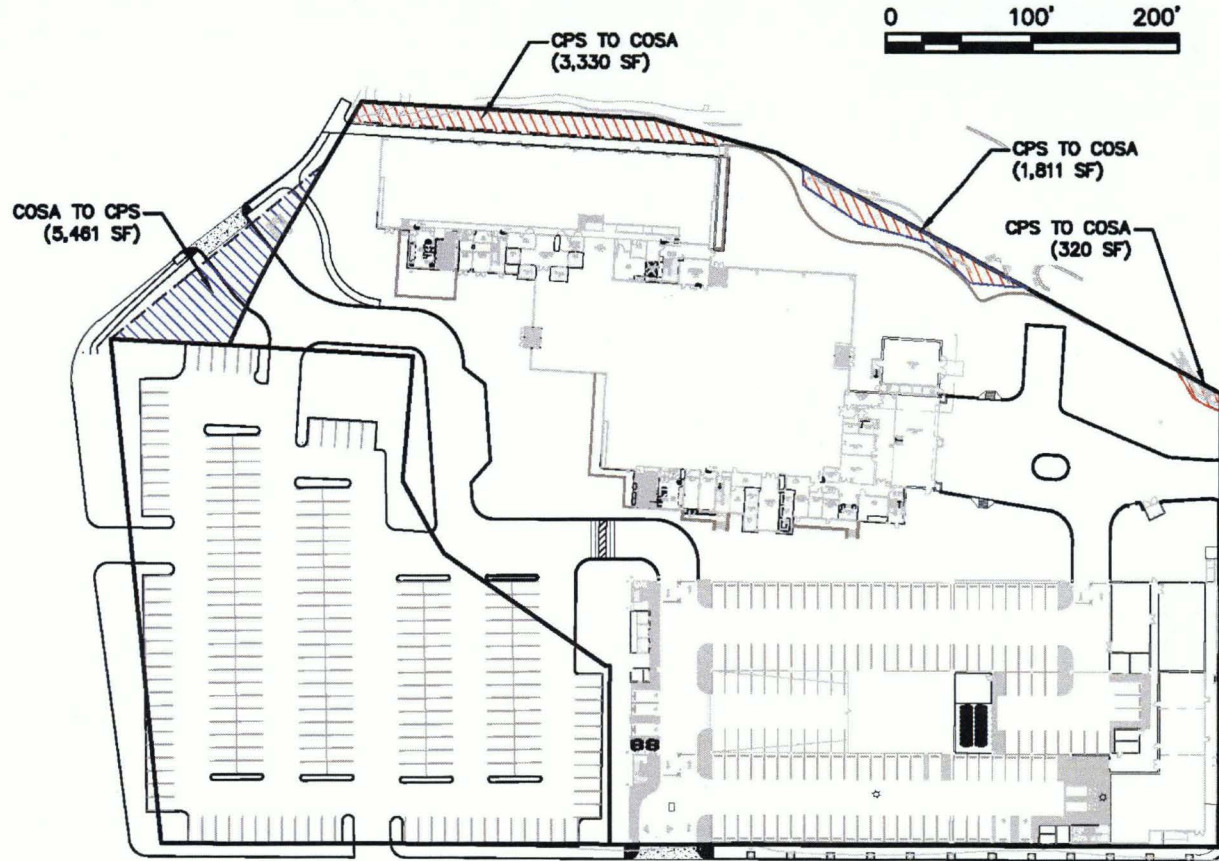 0 100' 200'
CPS TO COSA
(3,330 SF)
CPS TO COSA
(1,811 SF)
COSA TO CPS
(5,461 SF)
CPS TO COSA
(320 SF)